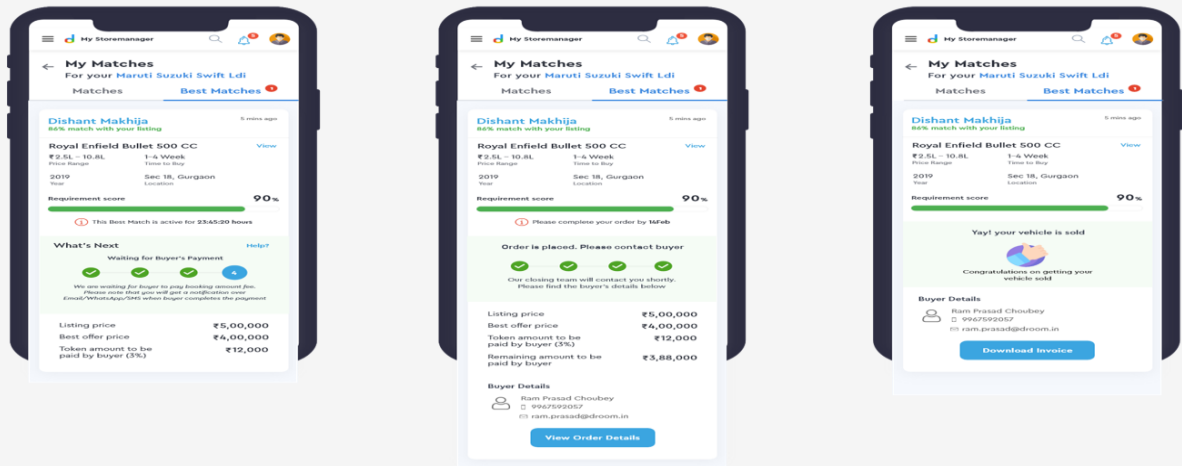 My Storemanager
5
My Matches
For your Maruti Suzuki Swift Ldi
Matches
Best Matches
Dishant Makhija
5 mins ago
86% match with your listing
Royal Enfield Bullet 500 CC
View
₹2.5L - 10.8L
1-4 Week
Price Range
Time to Buy
2019
Sec 18, Gurgaon
Year
Location
Requirement score
90%
This Best Match is active for 23:45:20 hours
What's Next
Help?
Waiting for Buyer's Payment
4
We are waiting for buyer to pay booking amount fee.
Please note that you will get a notification over
Email/WhatsApp/SMS when buyer completes the payment
Listing price
₹5,00,000
Best offer price
₹4,00,000
Token amount to be
paid by buyer (3%)
₹12,000
My Storemanager
5
My Matches
For your Maruti Suzuki Swift Ldi
Matches
Best Matches
Dishant Makhija
5 mins ago
86% match with your listing
Royal Enfield Bullet 500 CC
View
₹2.5L - 10.8L
1-4 Week
Price Range
Time to Buy
2019
Sec 18, Gurgaon
Year
Location
Requirement score
90%
Please complete your order by 14Feb
Order is placed. Please contact buyer
Our closing team will contact you shortly.
Please find the buyer's details below
Listing price
₹5,00,000
Best offer price
₹4,00,000
Token amount to be
paid by buyer (3%)
₹12,000
Remaining amount to be
paid by buyer
₹3,88,000
Buyer Details
Ram Prasad Choubey
9967592057
ram.prasad@droom.in
View Order Details
My Storemanager
5
My Matches
For your Maruti Suzuki Swift Ldi
Matches
Best Matches
Dishant Makhija
5 mins ago
86% match with your listing
Royal Enfield Bullet 500 CC
View
₹2.5L - 10.8L
1-4 Week
Price Range
Time to Buy
2019
Sec 18, Gurgaon
Year
Location
Requirement score
90%
Yay! your vehicle is sold
Congratulations on getting your
vehicle sold
Buyer Details
Ram Prasad Choubey
9967592057
ram.prasad@droom.in
Download Invoice